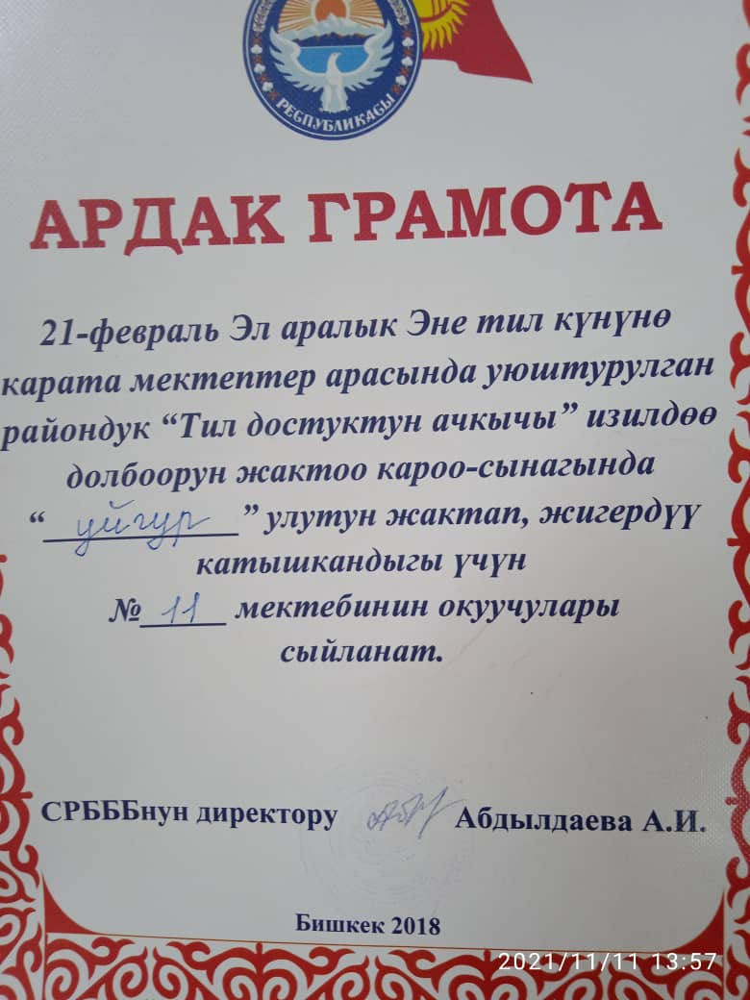 РЕСПУБЛИКАСЫ
АРДАК ГРАМОТА
21-февраль Эл аралык Эне тил күнүнө
карата мектептер арасында уюштурулган
райондук “Тил достуктун ачкычы” изилдөө
долбоорун жактоо кароо-сынагында
“ уйгур ” улутун жактап, жигердүү
катышкандыгы үчүн
№ 11 мектебинин окуучулары
сыйланат.
СРБББнун директору Абдылдаева А.И.
Бишкек 2018
2021/11/11 13:57